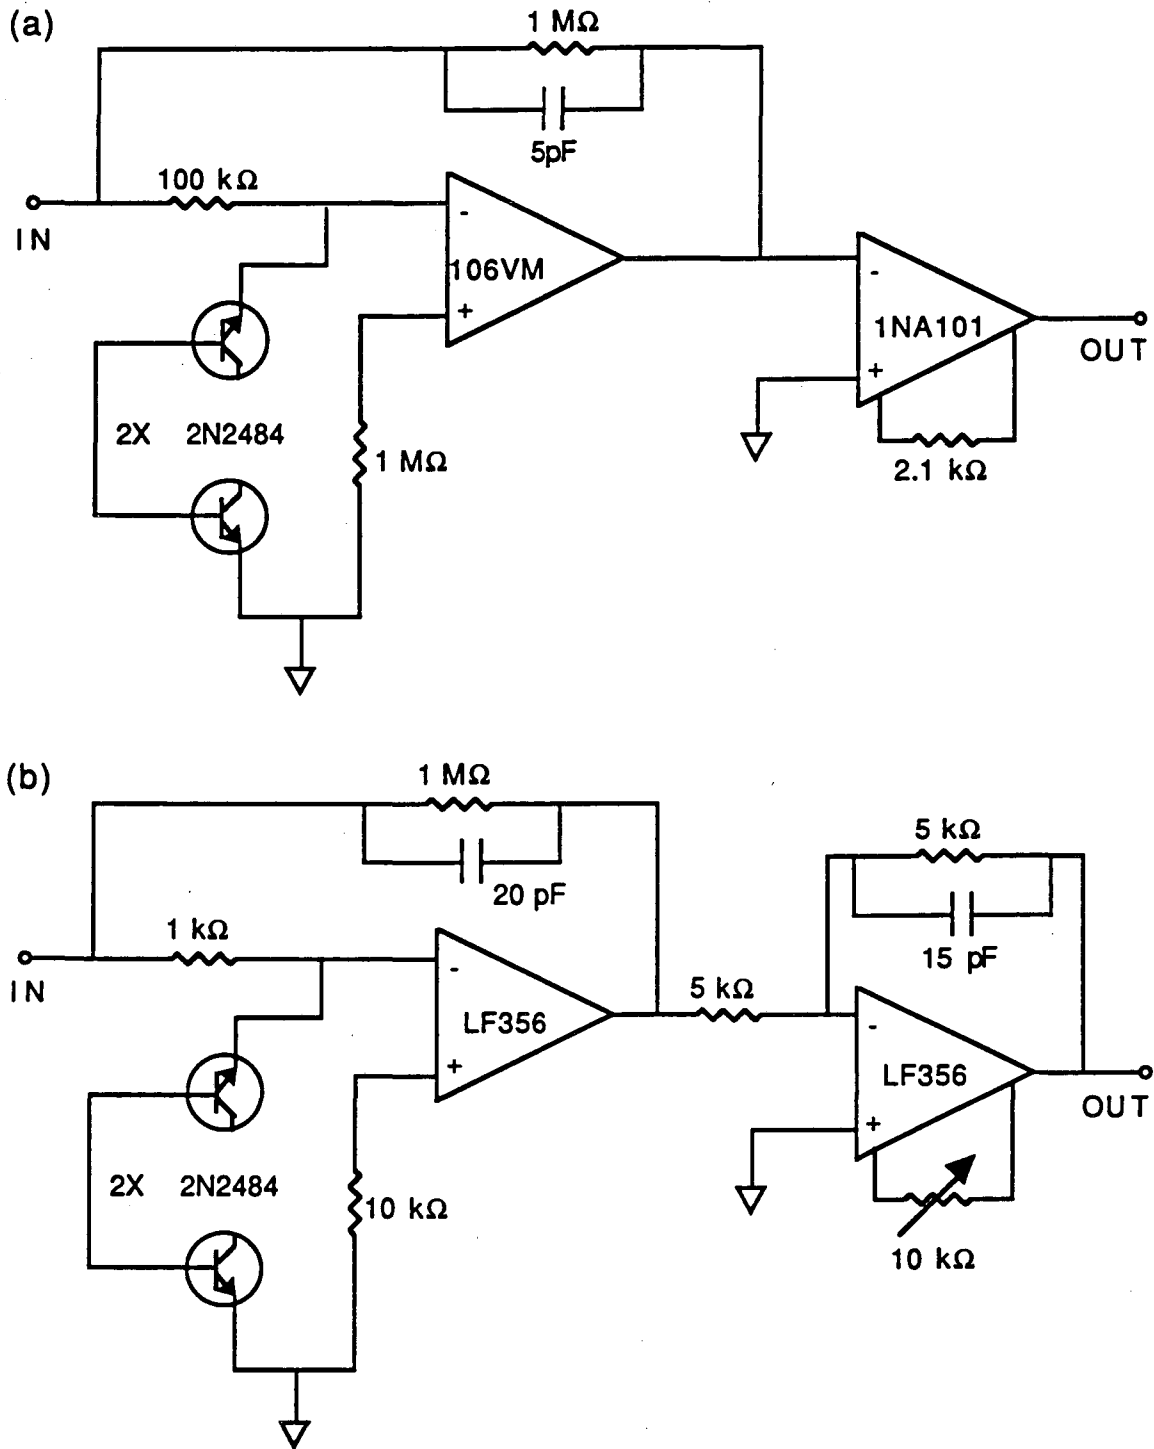 (a)
1 MΩ
5pF
100 kΩ
IN
-
106VM
+
-
1NA101
+
OUT
2X 2N2484
1 MΩ
2.1 kΩ
(b)
1 MΩ
20 pF
5 kΩ
15 pF
1 kΩ
IN
-
LF356
+
5 kΩ
-
LF356
+
OUT
2X 2N2484
10 kΩ
10 kΩ